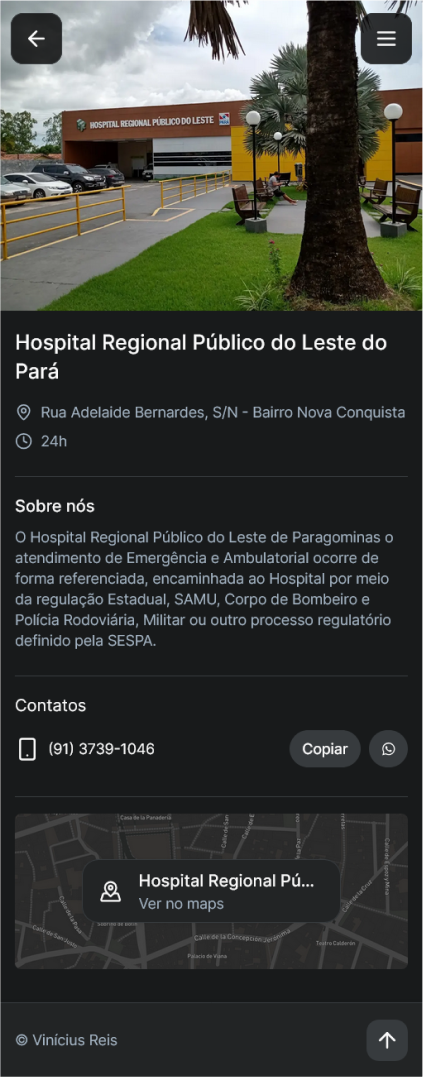 HOSPITAL REGIONAL PÚBLICO DO LESTE
Hospital Regional Público do Leste do
Pará
Rua Adelaide Bernardes, S/N - Bairro Nova Conquista
24h
Sobre nós
O Hospital Regional Público do Leste de Paragominas o
atendimento de Emergência e Ambulatorial ocorre de
forma referenciada, encaminhada ao Hospital por meio
da regulação Estadual, SAMU, Corpo de Bombeiro e
Polícia Rodoviária, Militar ou outro processo regulatório
definido pela SESPA.
Contatos
(91) 3739-1046
Copiar
Casa de la Panadería
Hospital Regional Pú...
Ver no maps
Calle de la Concepción Jerónima
Teatro Calderón
Palacio de Viana
© Vinícius Reis